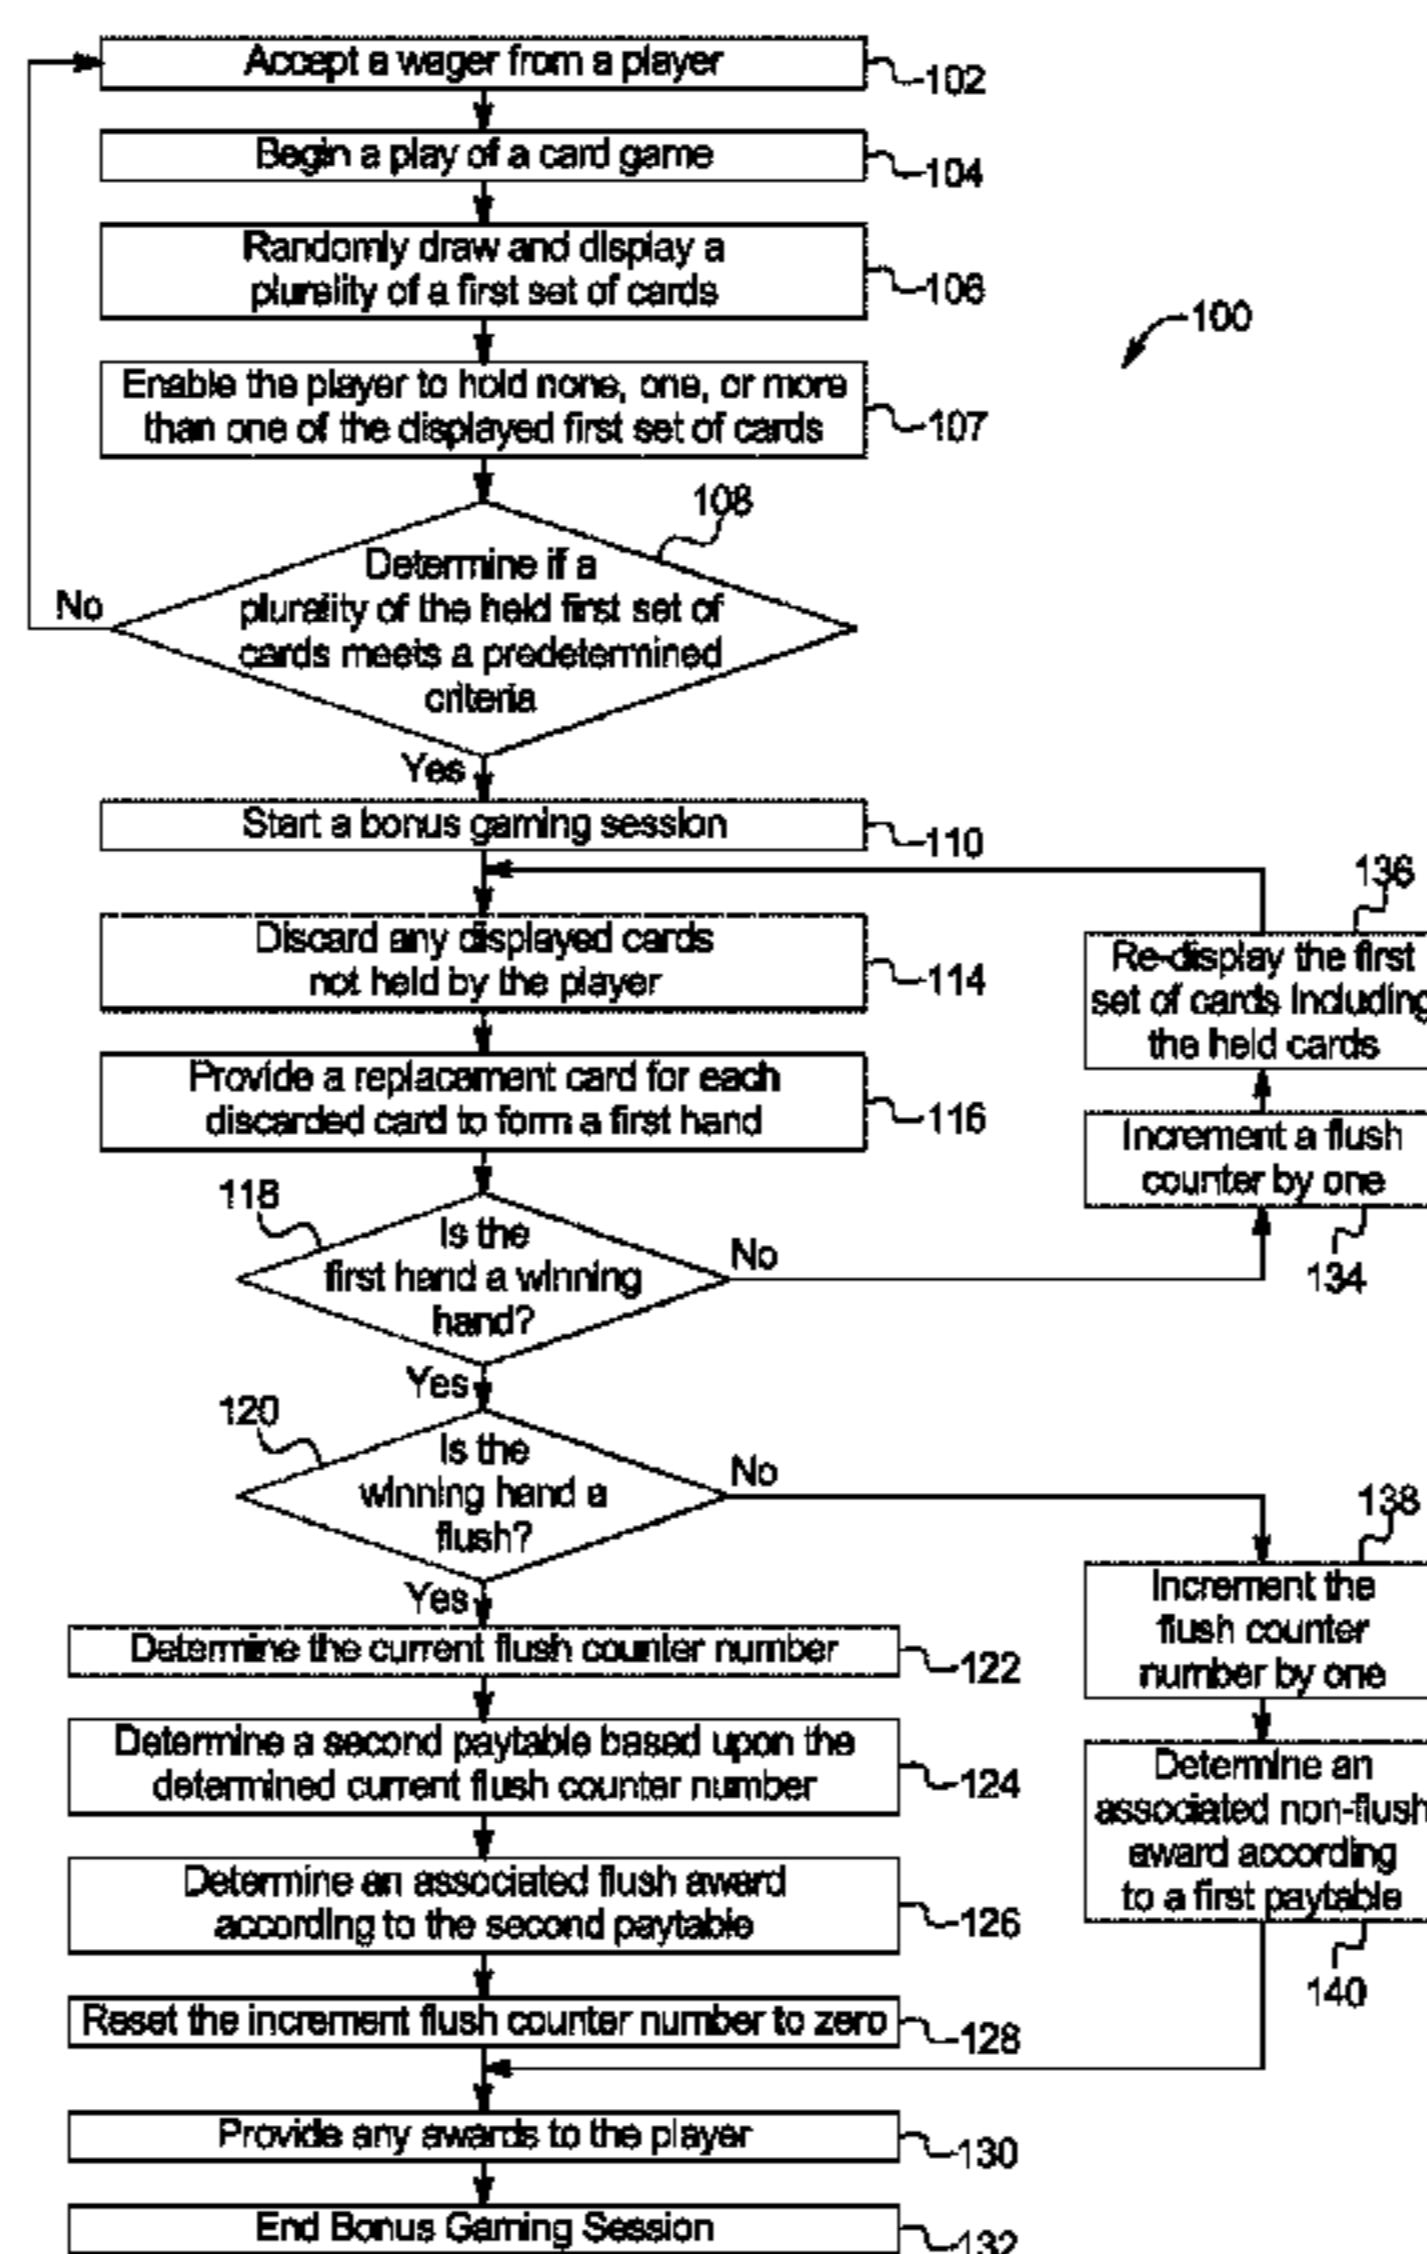 Accept a wager from a player
102
Begin a play of a card game
104
Randomly draw and display a
plurality of a first set of cards
106
100
Enable the player to hold none, one, or more
than one of the displayed first set of cards
107
108
Determine if a
plurality of the held first set of
cards meets a predetermined
criteria
No
Yes
Start a bonus gaming session
110
136
Re-display the first
set of cards including
the held cards
Discard any displayed cards
not held by the player
114
Provide a replacement card for each
discarded card to form a first hand
116
Increment a flush
counter by one
134
118
Is the
first hand a winning
hand?
No
Yes
120
Is the
winning hand a
flush?
No
Yes
138
Increment the
flush counter
number by one
Determine the current flush counter number
122
Determine a second paytable based upon the
determined current flush counter number
124
Determine an
associated non-flush
award according
to a first paytable
140
Determine an associated flush award
according to the second paytable
126
Reset the increment flush counter number to zero
128
Provide any awards to the player
130
End Bonus Gaming Session
132